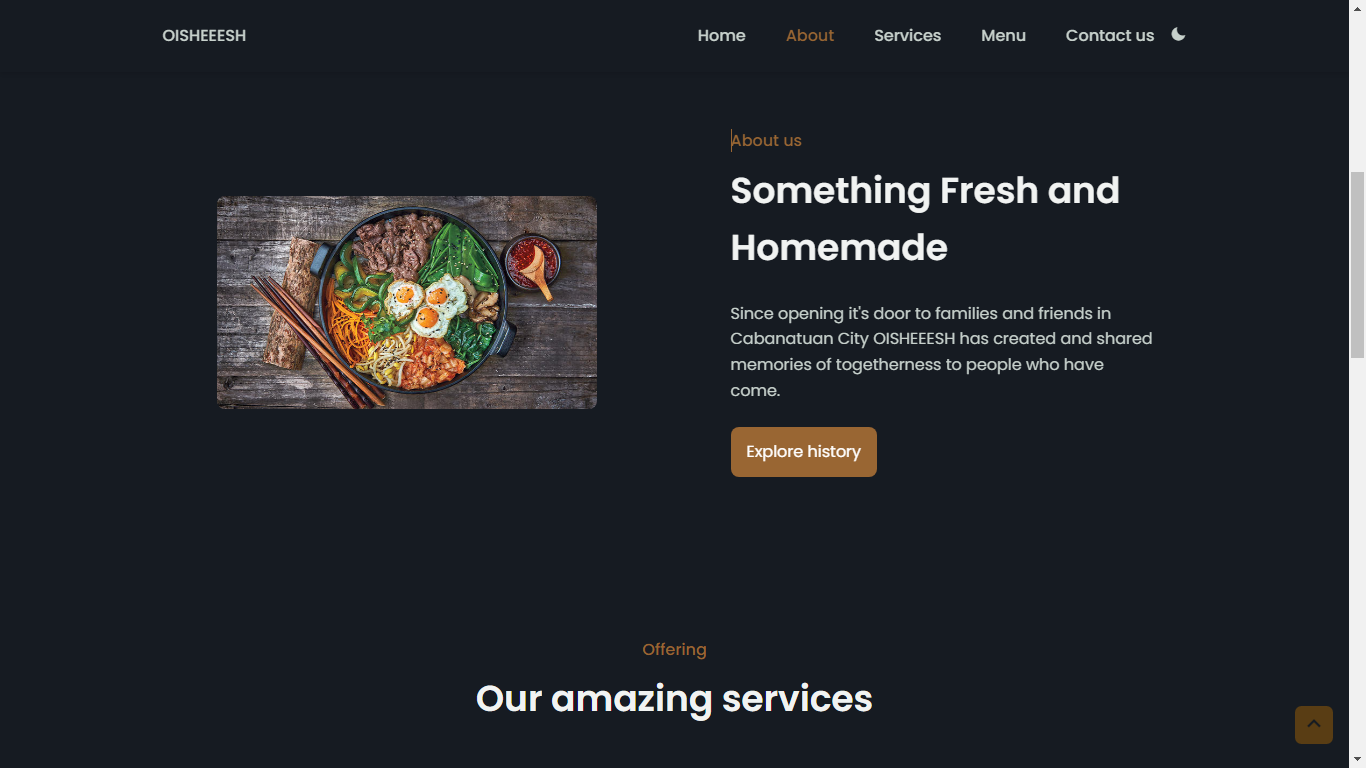 OISHEEESH
Home About Services Menu Contact us
About us
Something Fresh and
Homemade
Since opening it's door to families and friends in
Cabanatuan City OISHEEESH has created and shared
memories of togetherness to people who have
come.
Explore history
Offering
Our amazing services